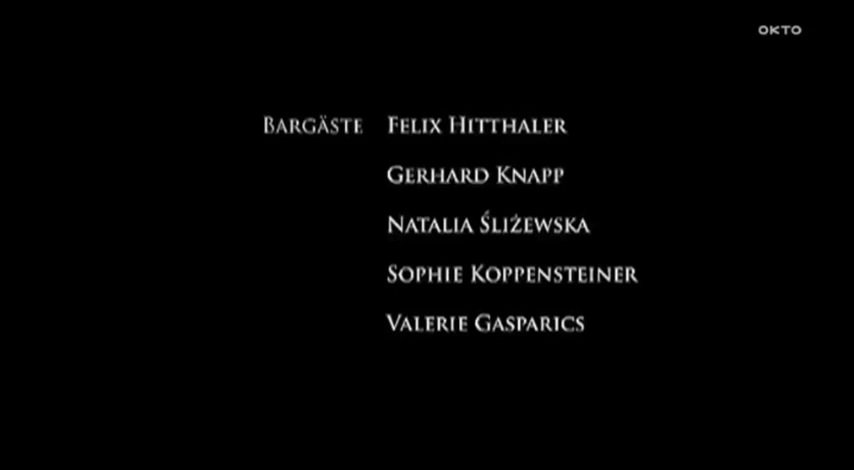 OKTO
BARGÄSTE FELIX HITTHALER
GERHARD KNAPP
NATALIA ŚLIŻEWSKA
SOPHIE KOPPENSTEINER
VALERIE GASPARICS